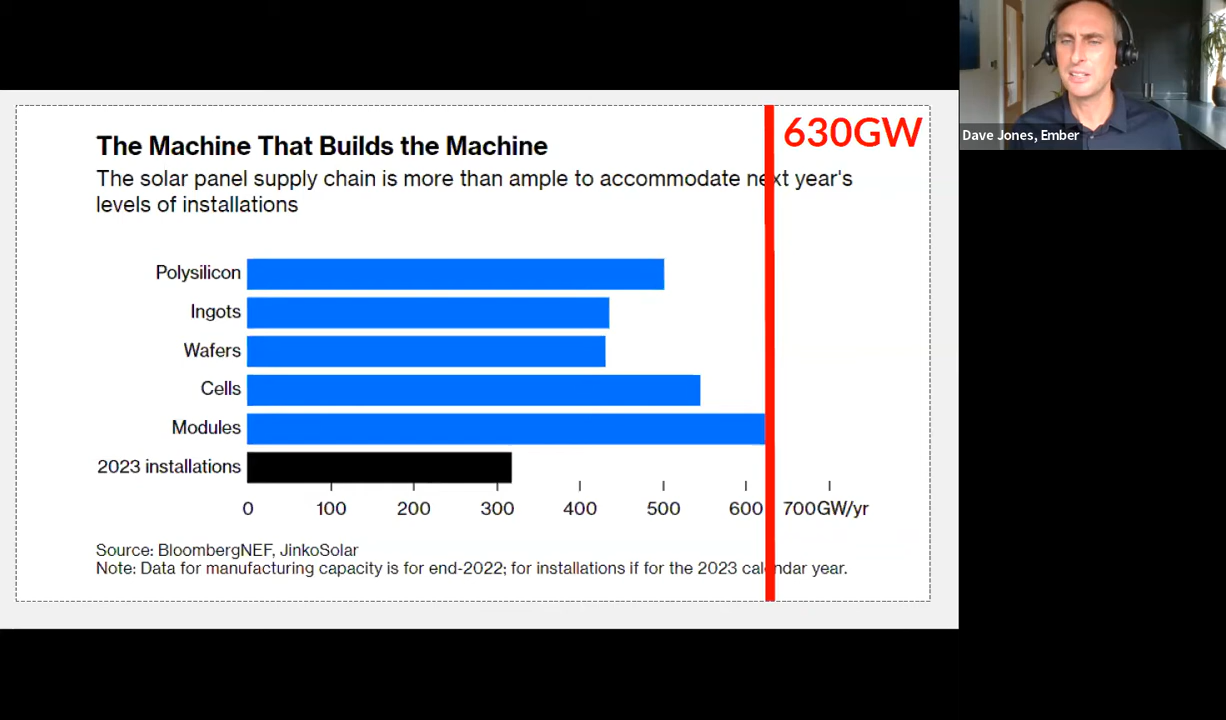 The Machine That Builds the Machine
630GW
The solar panel supply chain is more than ample to accommodate next year's
levels of installations
Polysilicon
Ingots
Wafers
Cells
Modules
2023 installations
0 100 200 300 400 500 600 700GW/yr
Source: BloombergNEF, JinkoSolar
Note: Data for manufacturing capacity is for end-2022; for installations if for the 2023 calendar year.
Dave Jones, Ember